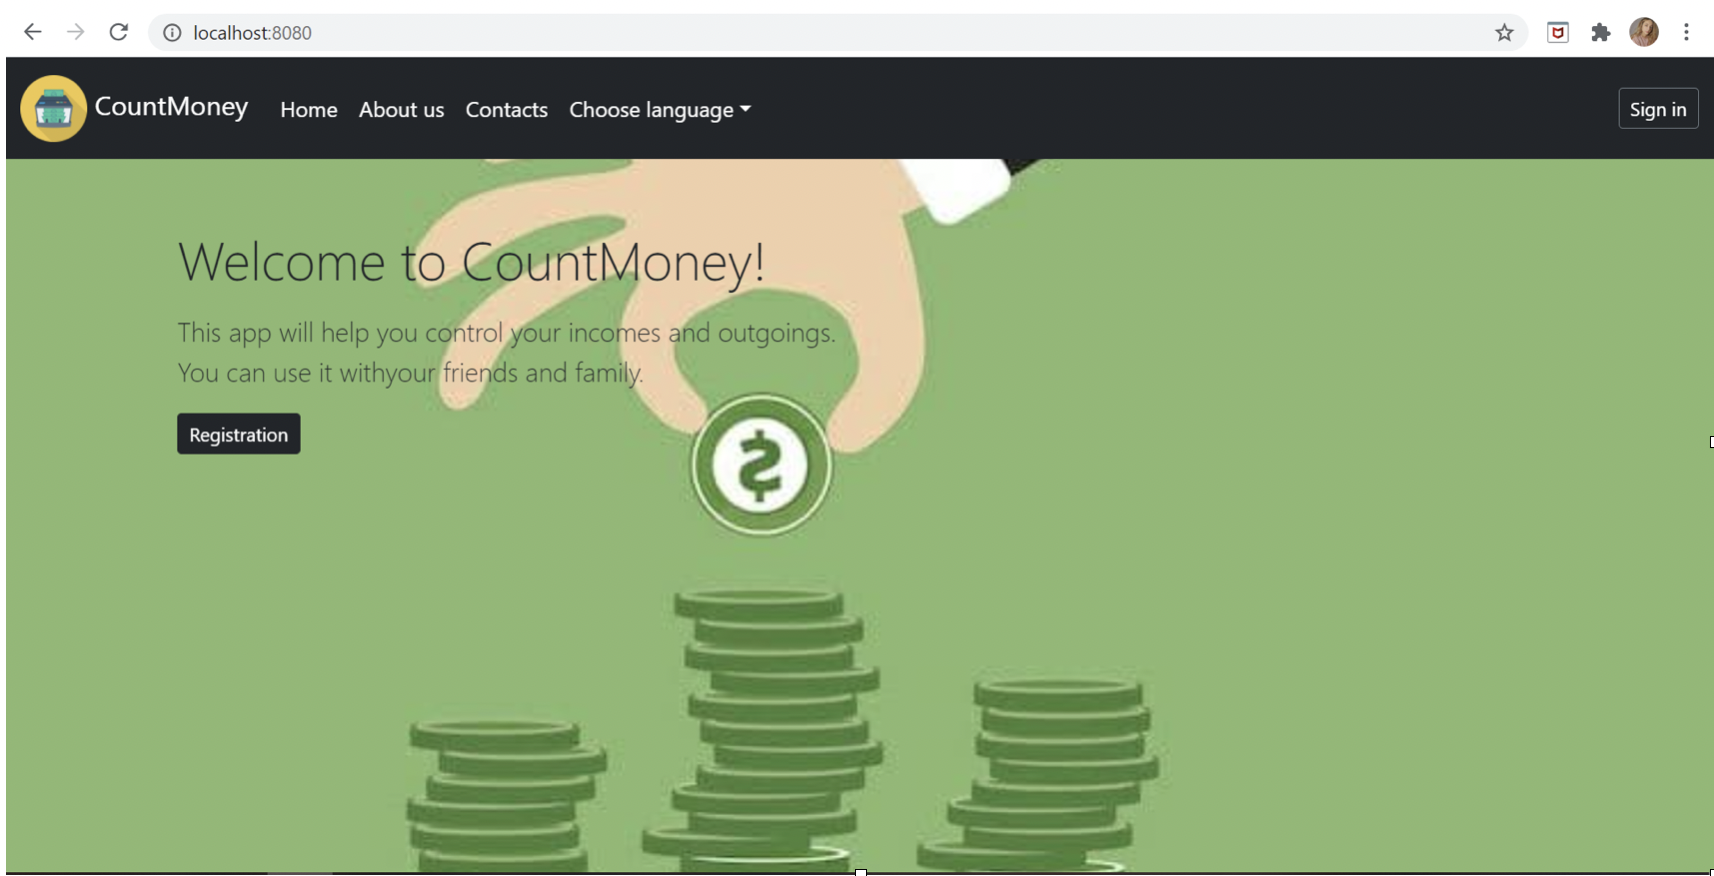 localhost:8080
CountMoney Home About us Contacts Choose language Sign in
Welcome to CountMoney!
This app will help you control your incomes and outgoings.
You can use it withyour friends and family.
Registration
$